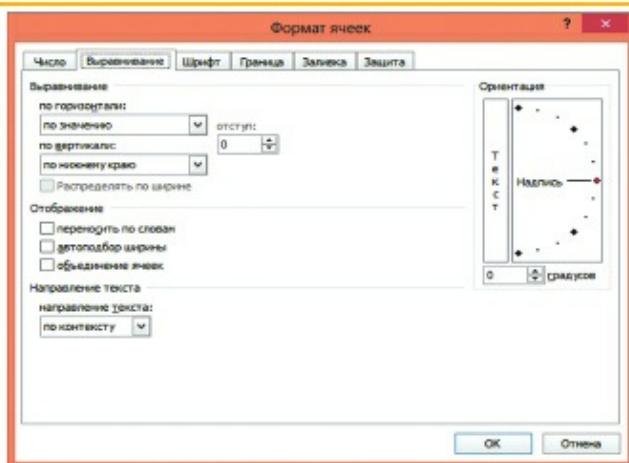 Формат ячеек
?
Число Выравнивание Шрифт Граница Заливка Защита
Выравнивание
по горизонтали:
по значению
отступ:
0
по вертикали:
по нижнему краю
Распределять по ширине
Отображение
переносить по словам
автоподбор ширины
объединение ячеек
Направление текста
направление текста:
по контексту
Ориентация
Текст
Надпись
0 градусов
ОК Отмена